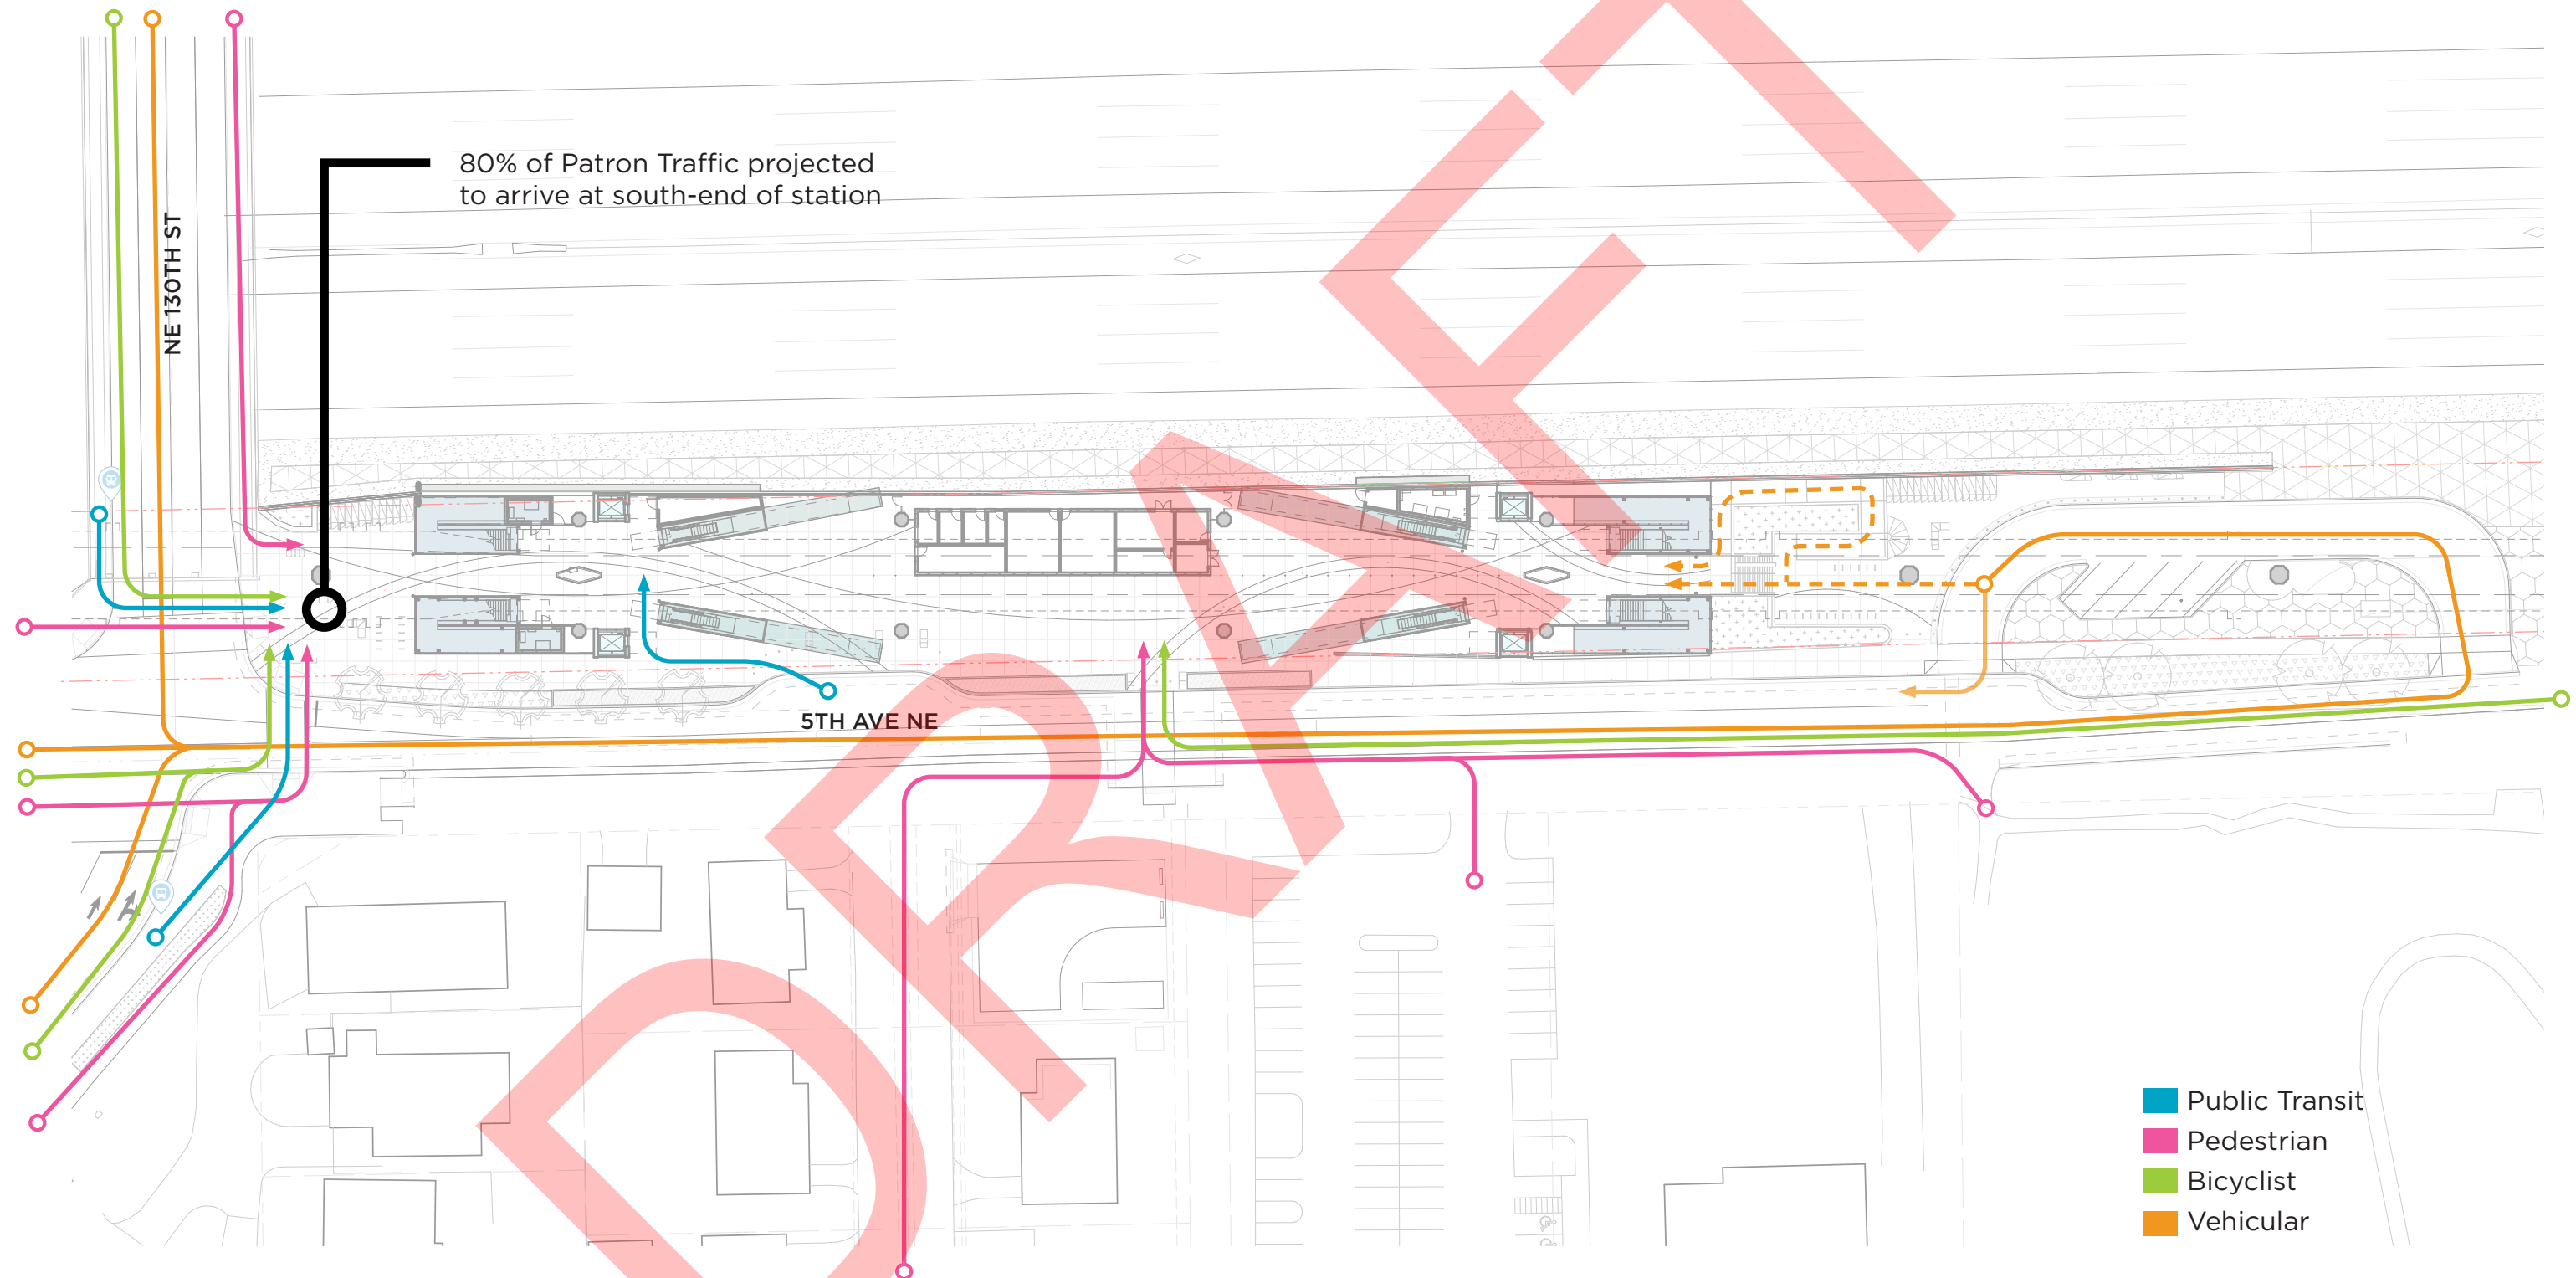 80% of Patron Traffic projected
to arrive at south-end of station
NE 130TH ST
5TH AVE NE
DRAFT
Public Transit
Pedestrian
Bicyclist
Vehicular